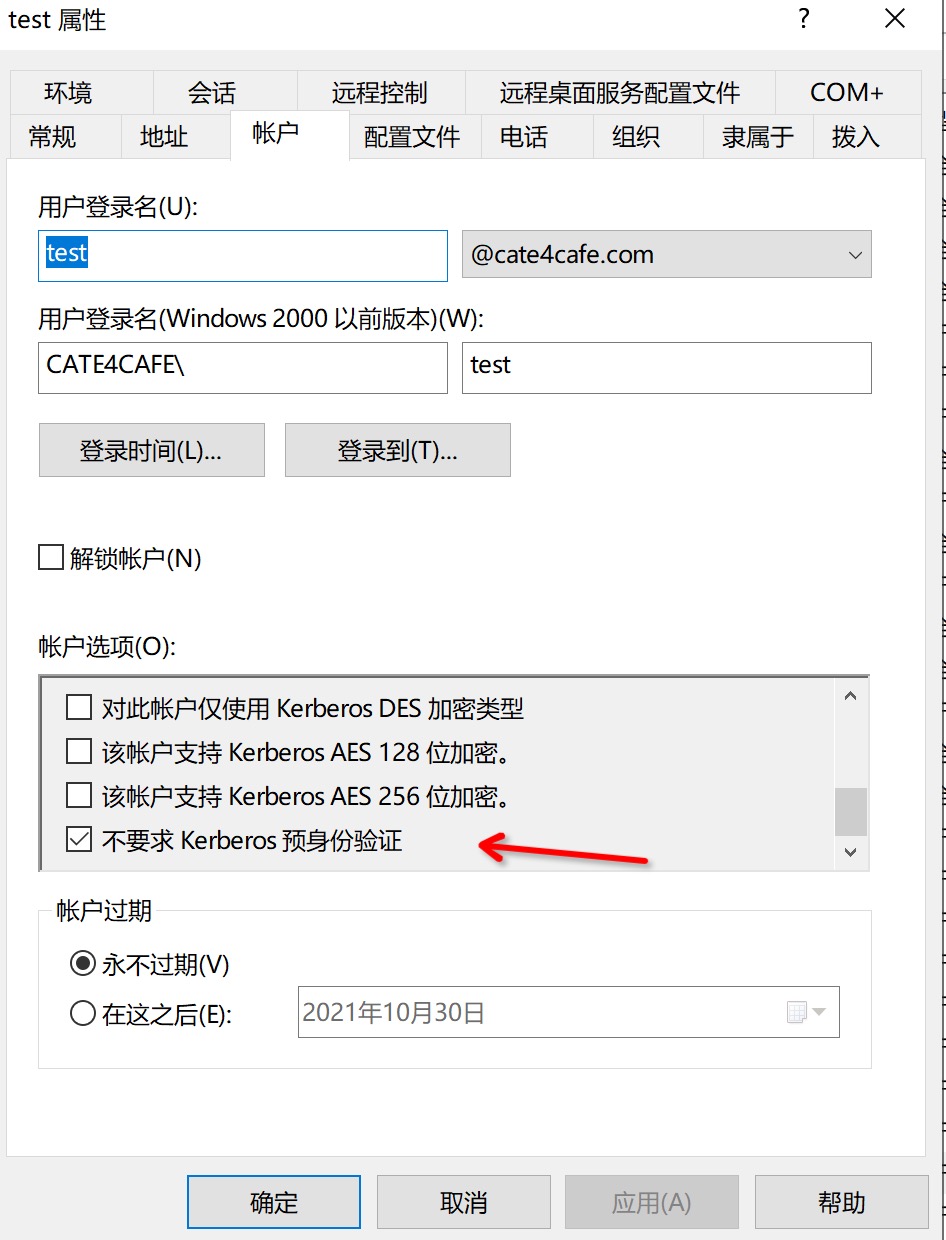 test 属性
?
环境 会话 远程控制 远程桌面服务配置文件 COM+
常规 地址 帐户 配置文件 电话 组织 隶属于 拨入
用户登录名(U):
test @cate4cafe.com
用户登录名(Windows 2000 以前版本)(W):
CATE4CAFE\ test
登录时间(L)... 登录到(T)...
解锁帐户(N)
帐户选项(O):
对此帐户仅使用 Kerberos DES 加密类型
该帐户支持 Kerberos AES 128 位加密。
该帐户支持 Kerberos AES 256 位加密。
不要求 Kerberos 预身份验证
帐户过期
永不过期(V)
在这之后(E): 2021年10月30日
确定 取消 应用(A) 帮助